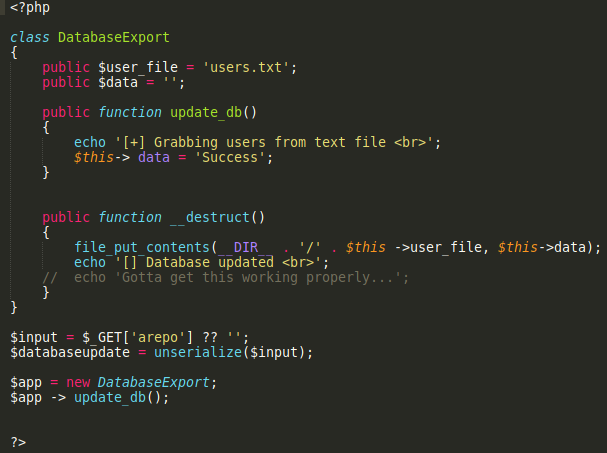 <?php
class DatabaseExport
{
public $user_file = 'users.txt';
public $data = '';
public function update_db()
{
echo '[+] Grabbing users from text file <br>';
$this-> data = 'Success';
}
public function __destruct()
{
file_put_contents(__DIR__ . '/' . $this ->user_file, $this->data);
echo '[] Database updated <br>';
//  echo 'Gotta get this working properly...';
}
}
$input = $_GET['arepo'] ?? '';
$databaseupdate = unserialize($input);
$app = new DatabaseExport;
$app -> update_db();
?>